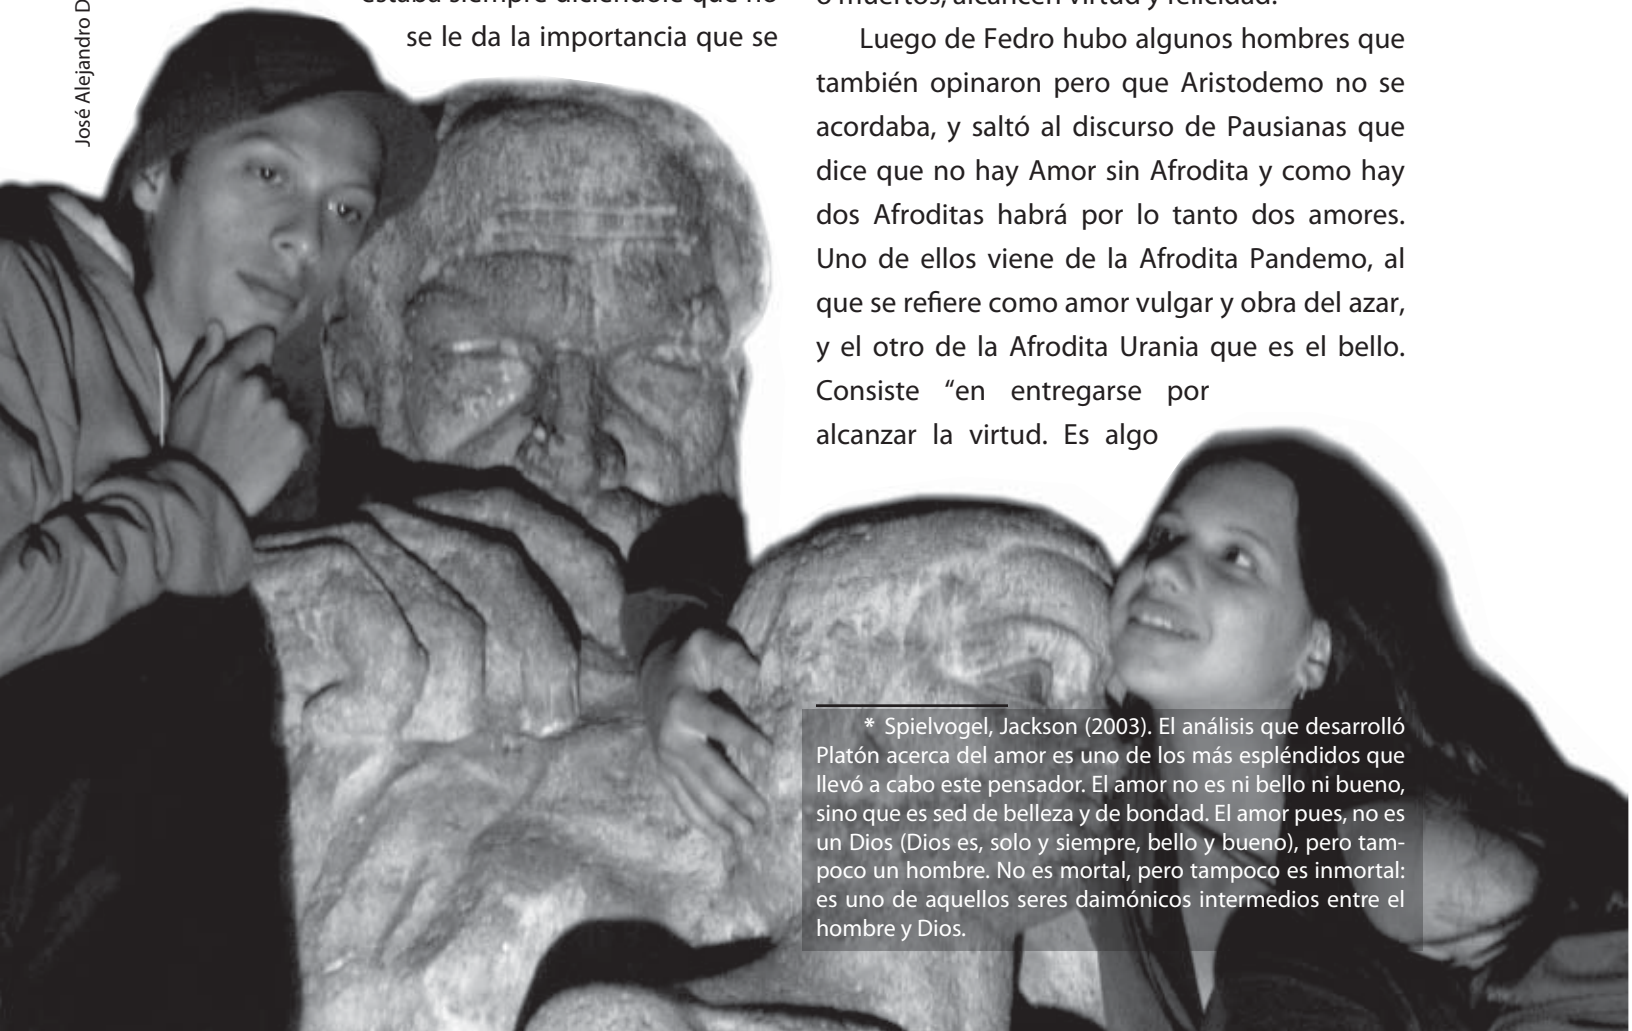 José Alejandro D
estaba siempre diciéndole que no
se le da la importancia que se
o muertos, alcancen virtud y felicidad.
Luego de Fedro hubo algunos hombres que
también opinaron pero que Aristodemo no se
acordaba, y saltó al discurso de Pausianas que
dice que no hay Amor sin Afrodita y como hay
dos Afroditas habrá por lo tanto dos amores.
Uno de ellos viene de la Afrodita Pandemo, al
que se refiere como amor vulgar y obra del azar,
y el otro de la Afrodita Urania que es el bello.
Consiste “en entregarse por
alcanzar la virtud. Es algo
* Spielvogel, Jackson (2003). El análisis que desarrolló
Platón acerca del amor es uno de los más espléndidos que
llevó a cabo este pensador. El amor no es ni bello ni bueno,
sino que es sed de belleza y de bondad. El amor pues, no es
un Dios (Dios es, solo y siempre, bello y bueno), pero tam-
poco un hombre. No es mortal, pero tampoco es inmortal:
es uno de aquellos seres daimónicos intermedios entre el
hombre y Dios.